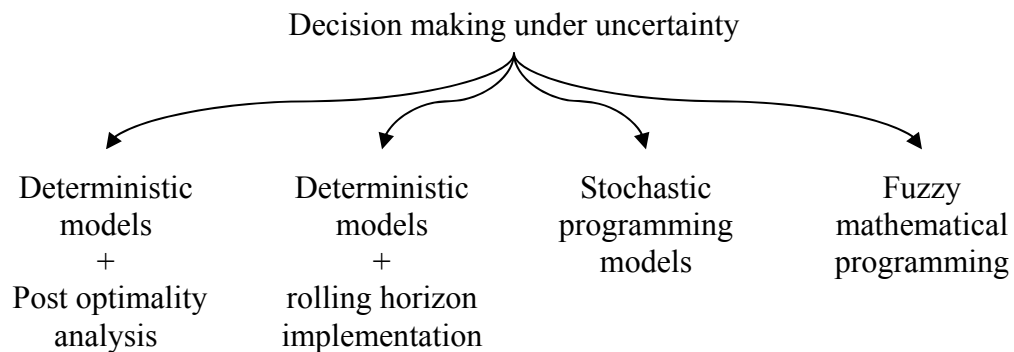 Decision making under uncertainty
Deterministic
models
+
Post optimality
analysis
Deterministic
models
+
rolling horizon
implementation
Stochastic
programming
models
Fuzzy
mathematical
programming